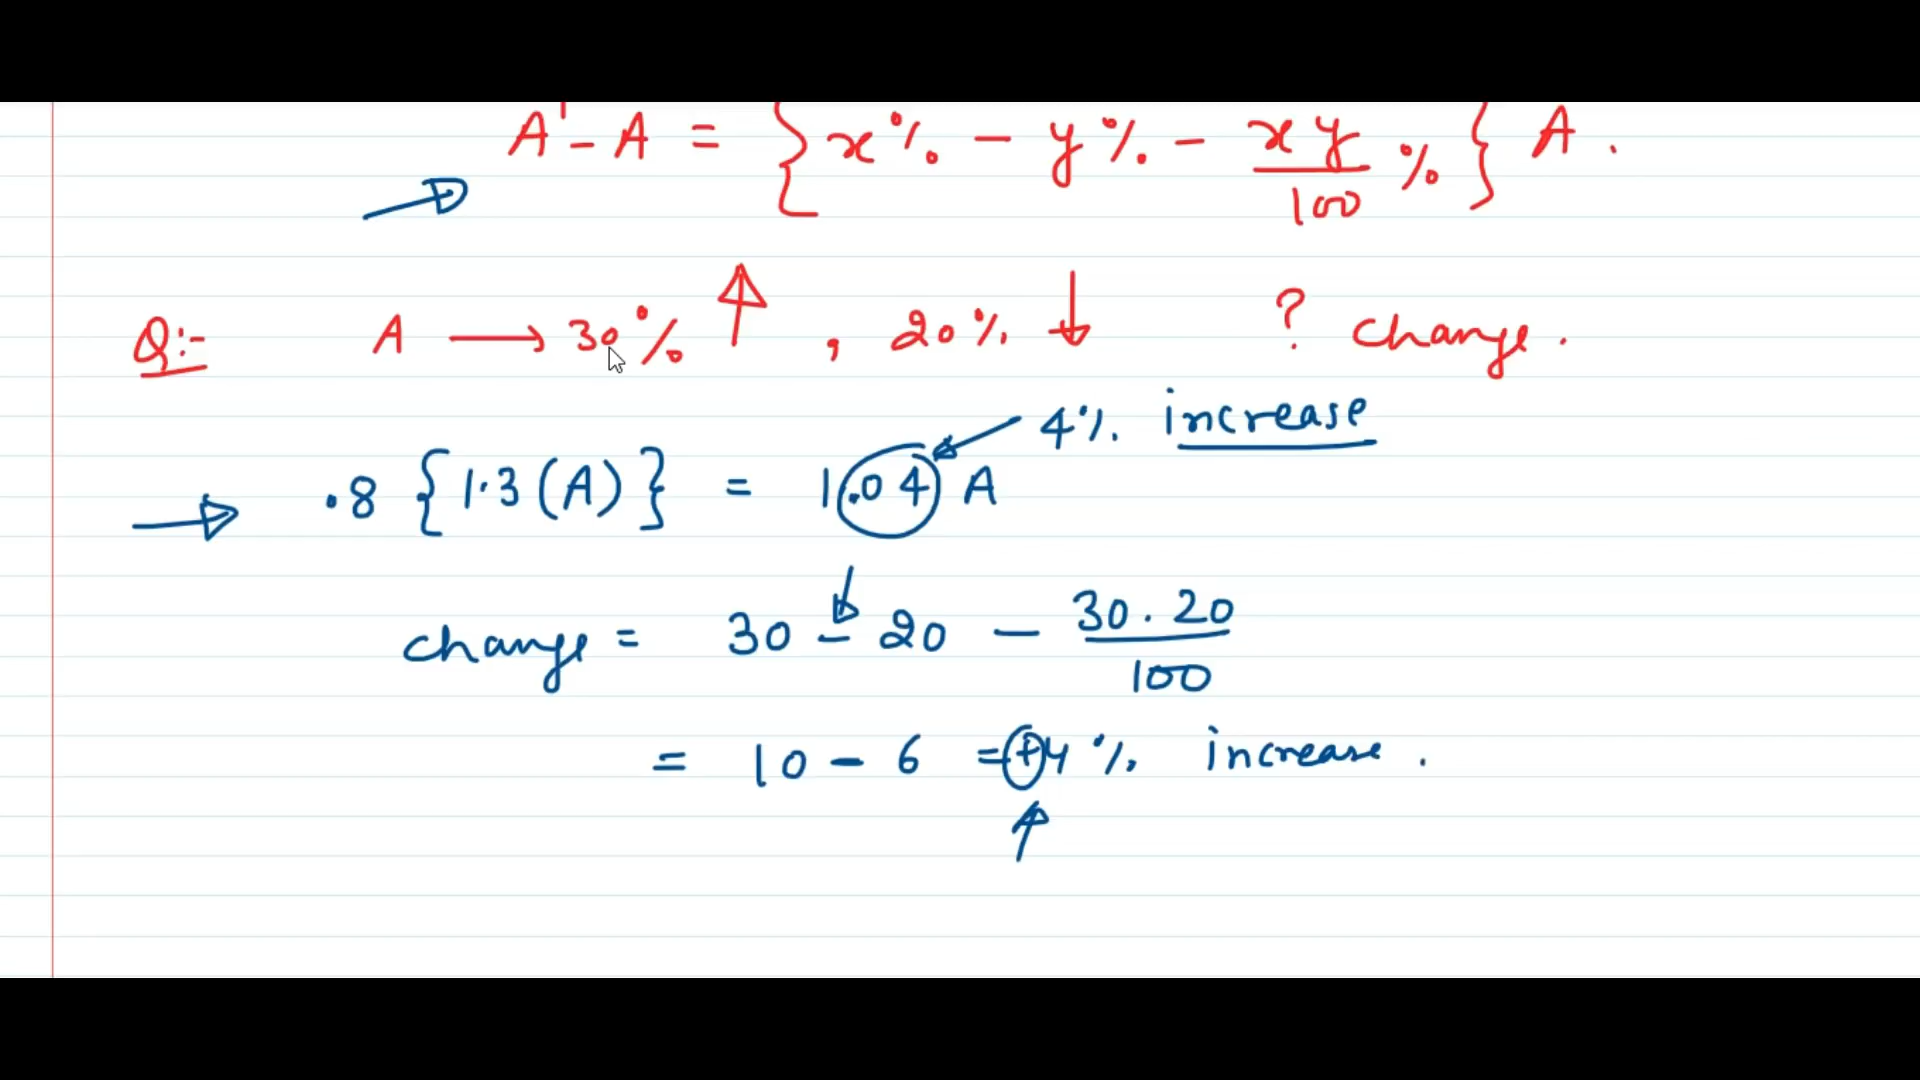 A' - A = { x% - y% - xy/100 % } A .
Q:- A → 30% ↑ , 20% ↓ ? change .
4% increase
→ .8 { 1.3 (A) } = 1.04 A
change = 30 - 20 - 30.20/100
= 10 - 6 = +4% increase .